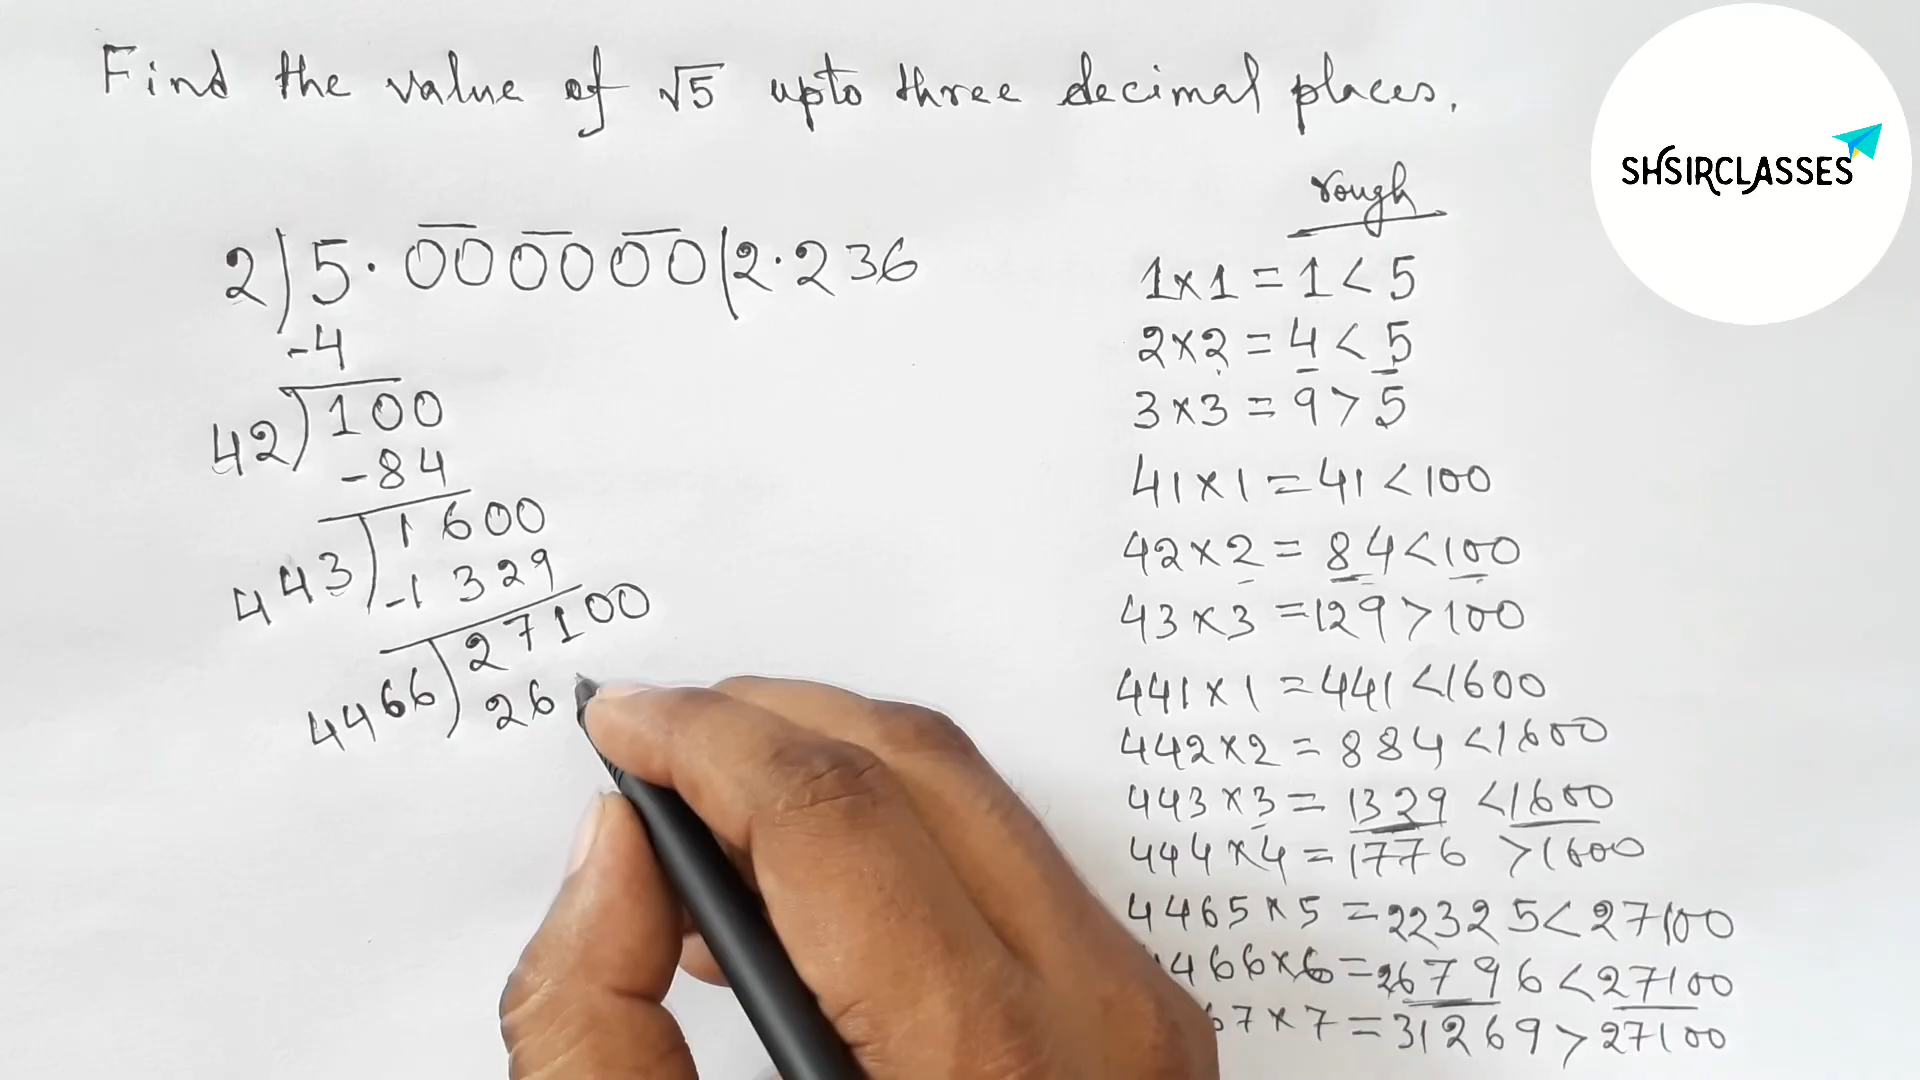 Find the value of √5 upto three decimal places.
SHSIRCLASSES
rough
2) 5.000000 (2.236
-4
42) 100
-84
443) 1600
-1329
4466) 27100
26
1×1 = 1 < 5
2×2 = 4 < 5
3×3 = 9 > 5
41×1 = 41 < 100
42×2 = 84 < 100
43×3 = 129 > 100
441×1 = 441 < 1600
442×2 = 884 < 1600
443×3 = 1329 < 1600
444×4 = 1776 > 1600
4465×5 = 22325 < 27100
466×6 = 26796 < 27100
67×7 = 31269 > 27100